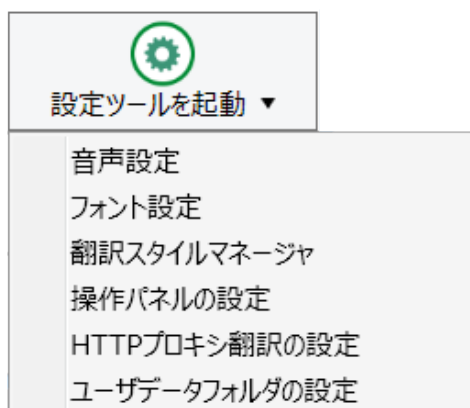 設定ツールを起動 ▼
音声設定
フォント設定
翻訳スタイルマネージャ
操作パネルの設定
HTTPプロキシ翻訳の設定
ユーザデータフォルダの設定